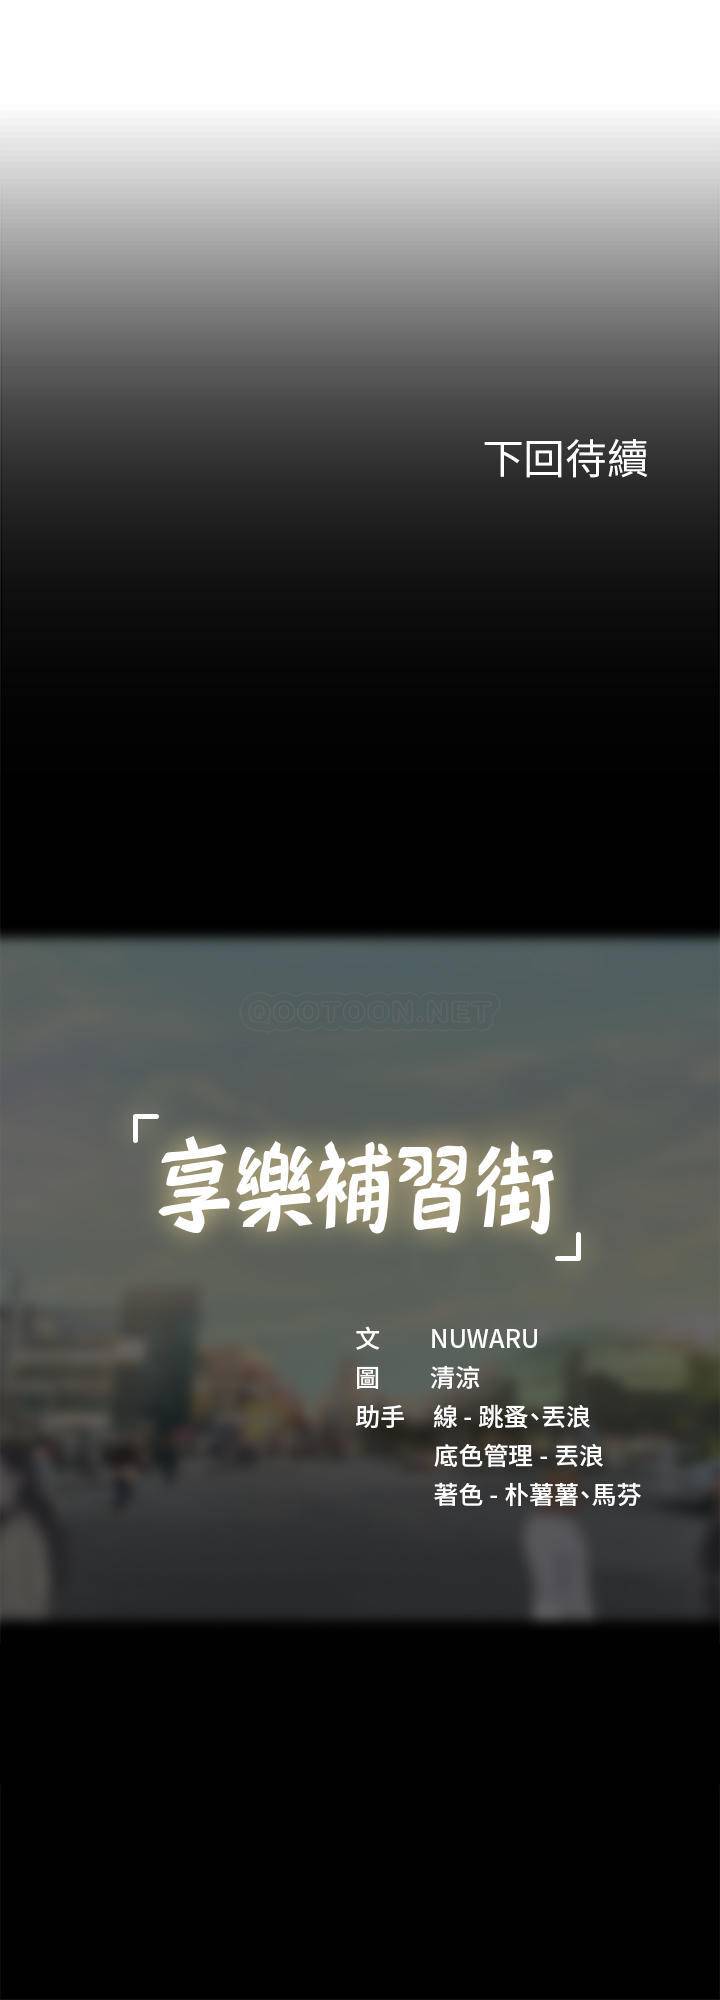 下回待續
QOOTOON.NET
「享樂補習街」
文 NUWARU
圖 清涼
助手 線 - 跳蚤、丟浪
底色管理 - 丟浪
著色 - 朴薯薯、馬芬